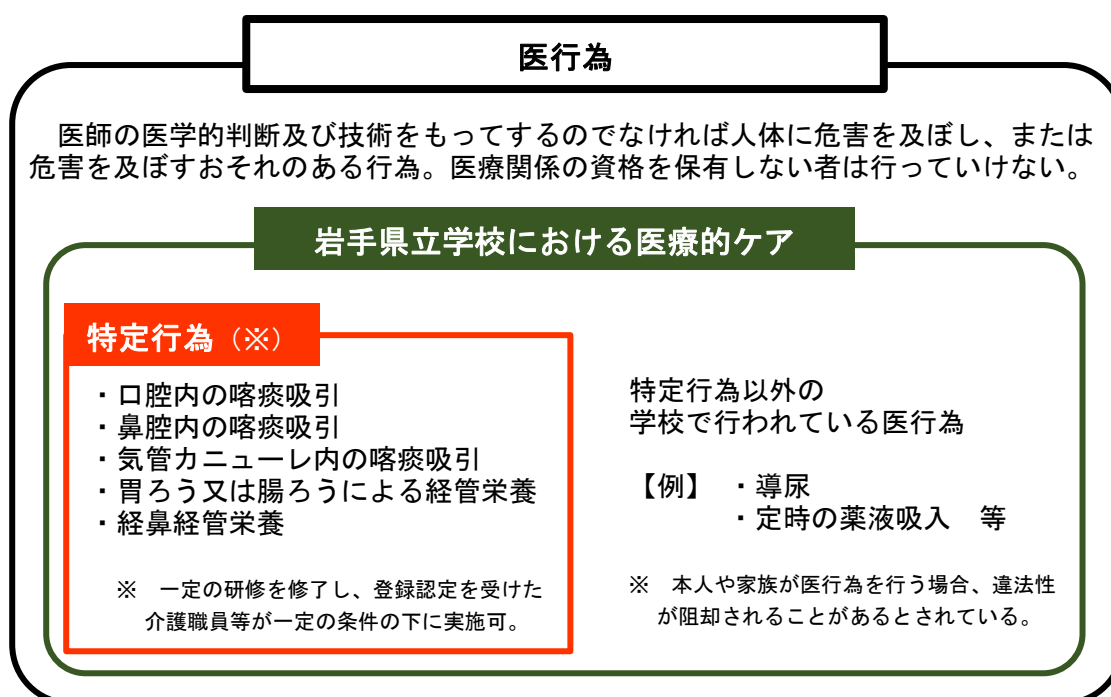 医行為
医師の医学的判断及び技術をもってするのでなければ人体に危害を及ぼし、または
危害を及ぼすおそれのある行為。医療関係の資格を保有しない者は行っていけない。
岩手県立学校における医療的ケア
特定行為（※）
・口腔内の喀痰吸引
・鼻腔内の喀痰吸引
・気管カニューレ内の喀痰吸引
・胃ろう又は腸ろうによる経管栄養
・経鼻経管栄養
※　一定の研修を修了し、登録認定を受けた
介護職員等が一定の条件の下に実施可。
特定行為以外の
学校で行われている医行為
【例】　・導尿
・定時の薬液吸入　等
※　本人や家族が医行為を行う場合、違法性
が阻却されることがあるとされている。